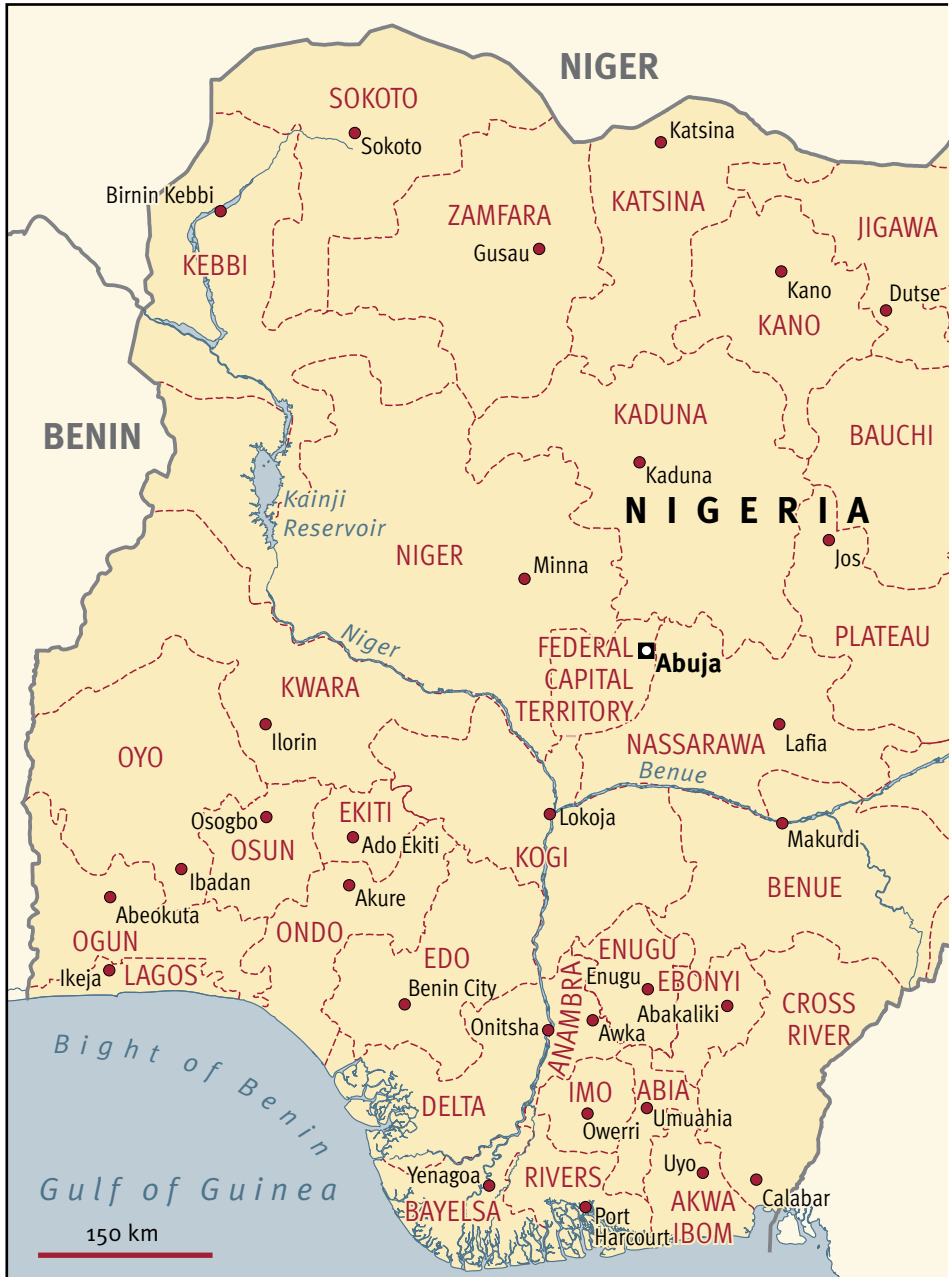 NIGER
SOKOTO
Sokoto
Katsina
Birnin Kebbi
ZAMFARA
KATSINA
JIGAWA
Gusau
KEBBI
Kano
Dutse
KANO
KADUNA
BENIN
BAUCHI
Kaduna
Kainji
Reservoir
NIGERIA
NIGER
Minna
Jos
Niger
FEDERAL
CAPITAL
TERRITORY
Abuja
PLATEAU
KWARA
Ilorin
NASSARAWA
Lafia
OYO
Benue
EKITI
Osogbo
Ado Ekiti
OSUN
Lokoja
Makurdi
KOGI
Ibadan
Akure
BENUE
Abeokuta
OGUN
ONDO
EDO
ENUGU
Ikeja
LAGOS
Benin City
Enugu
EBONYI
Abakaliki
CROSS
RIVER
Onitsha
ANAMBRA
Awka
Bight of Benin
DELTA
IMO
Owerri
ABIA
Umuahia
Yenagoa
RIVERS
Uyo
Gulf of Guinea
BAYELSA
AKWA
IBOM
Calabar
Port
Harcourt
150 km